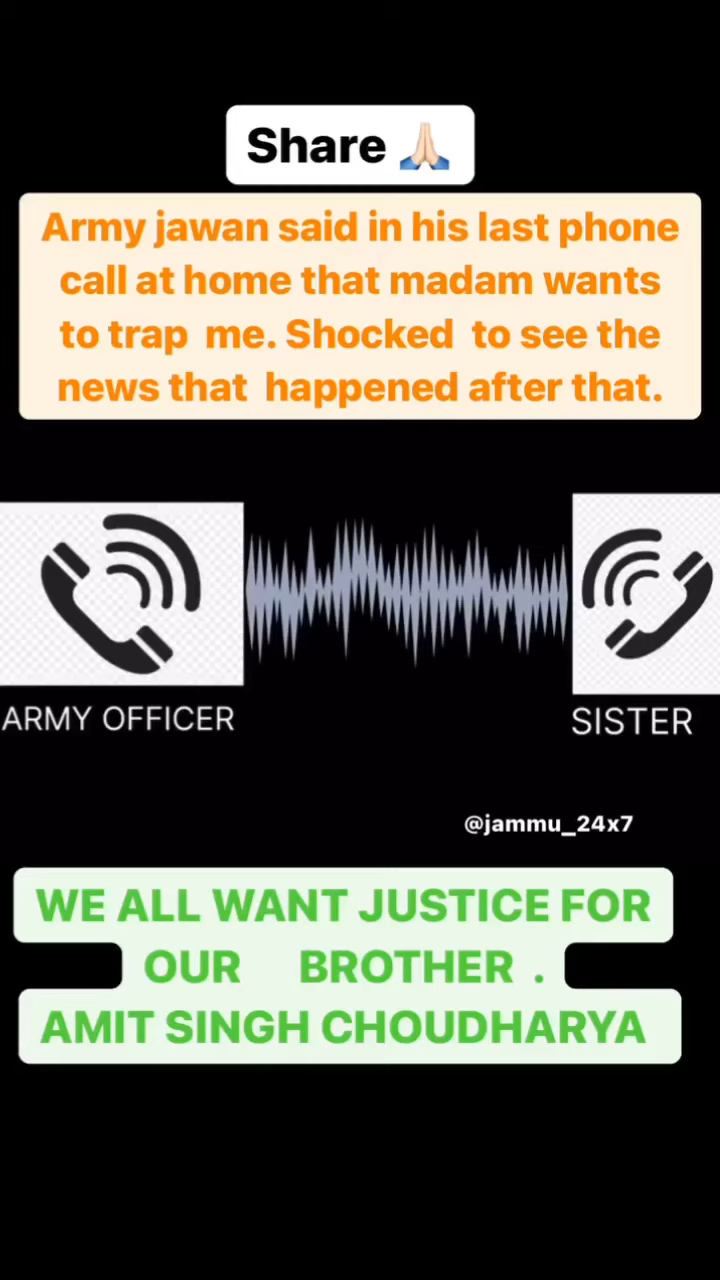 Share 🙏🏻
Army jawan said in his last phone
call at home that madam wants
to trap me. Shocked to see the
news that happened after that.
ARMY OFFICER
SISTER
@jammu_24x7
WE ALL WANT JUSTICE FOR
OUR BROTHER .
AMIT SINGH CHOUDHARYA